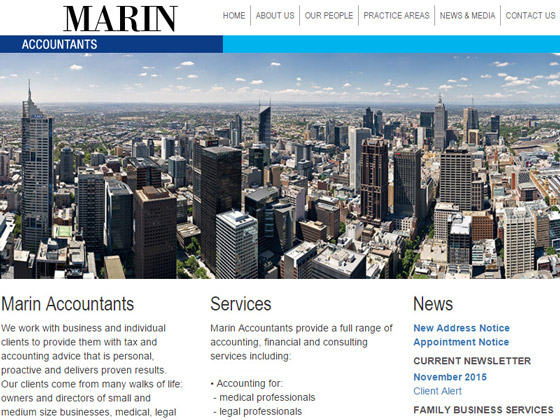 MARIN
HOME ABOUT US OUR PEOPLE PRACTICE AREAS NEWS & MEDIA CONTACT US
ACCOUNTANTS
Marin Accountants
We work with business and individual
clients to provide them with tax and
accounting advice that is personal,
proactive and delivers proven results.
Our clients come from many walks of life:
owners and directors of small and
medium size businesses, medical, legal
Services
Marin Accountants provide a full range of
accounting, financial and consulting
services including:
• Accounting for:
- medical professionals
- legal professionals
News
New Address Notice
Appointment Notice
CURRENT NEWSLETTER
November 2015
Client Alert
FAMILY BUSINESS SERVICES